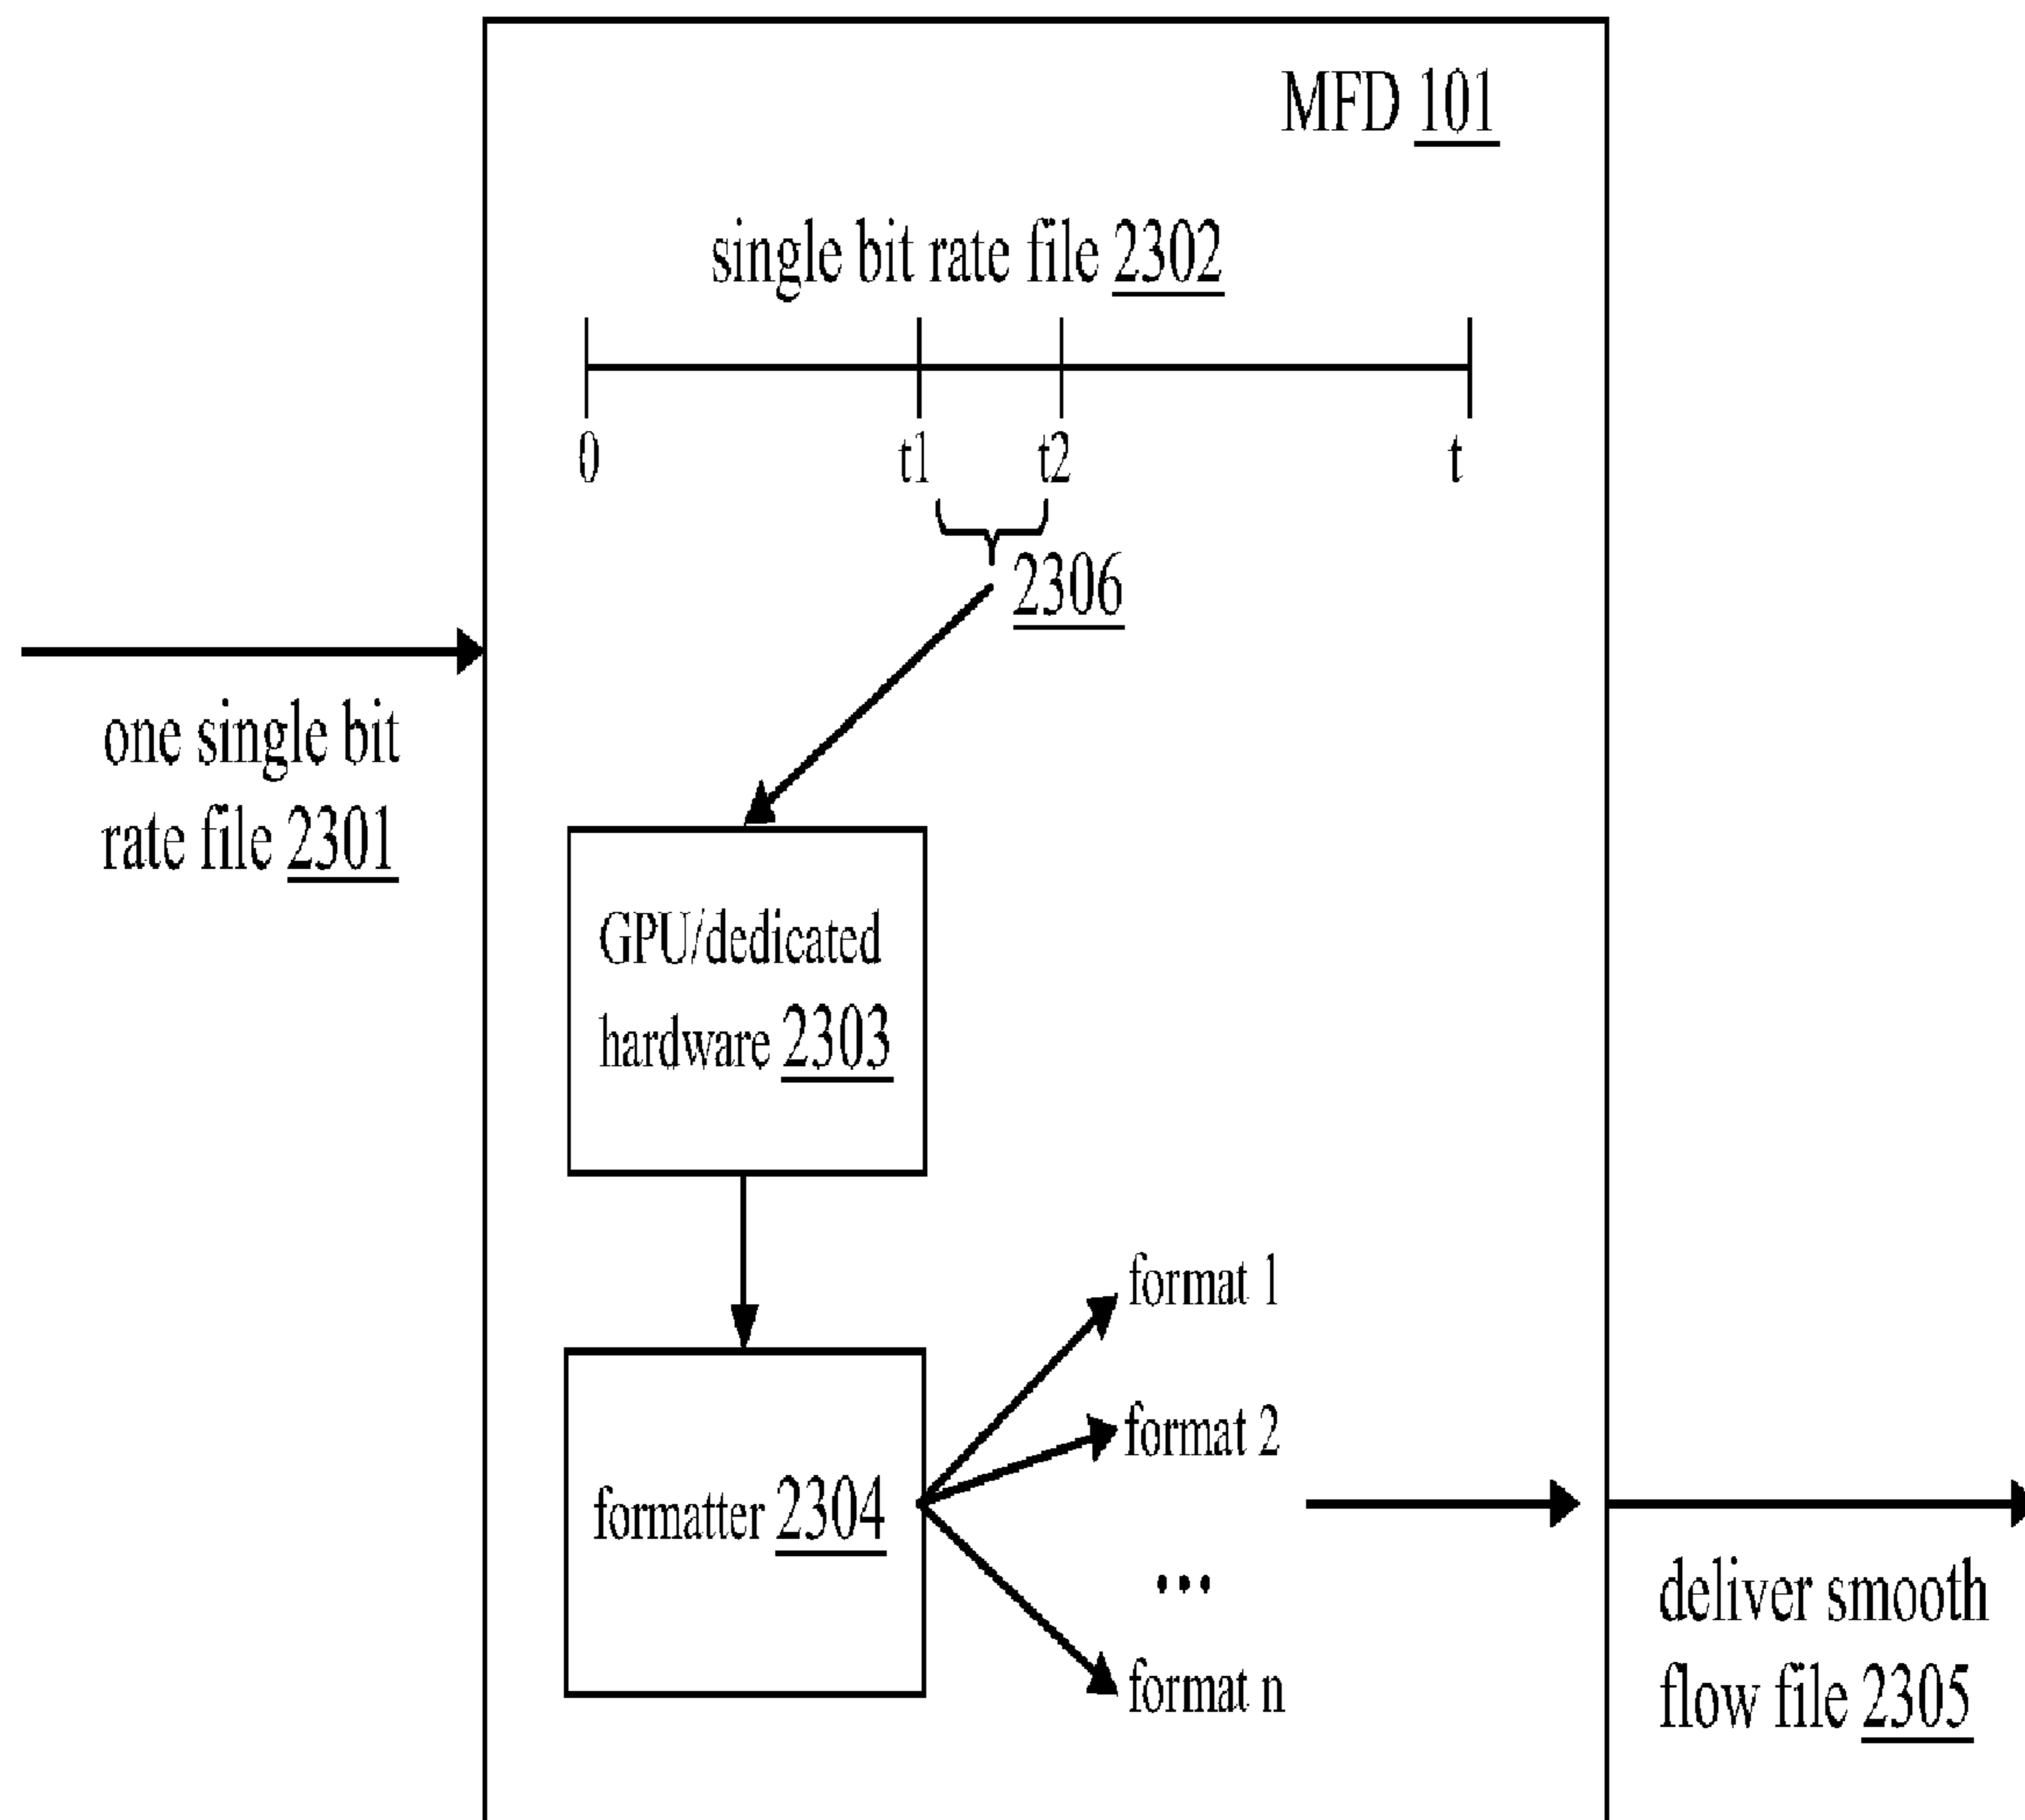 MFD 101
single bit rate file 2302
0 t1 t2 t
2306
one single bit
rate file 2301
GPU/dedicated
hardware 2303
format 1
format 2
formatter 2304
...
format n
deliver smooth
flow file 2305